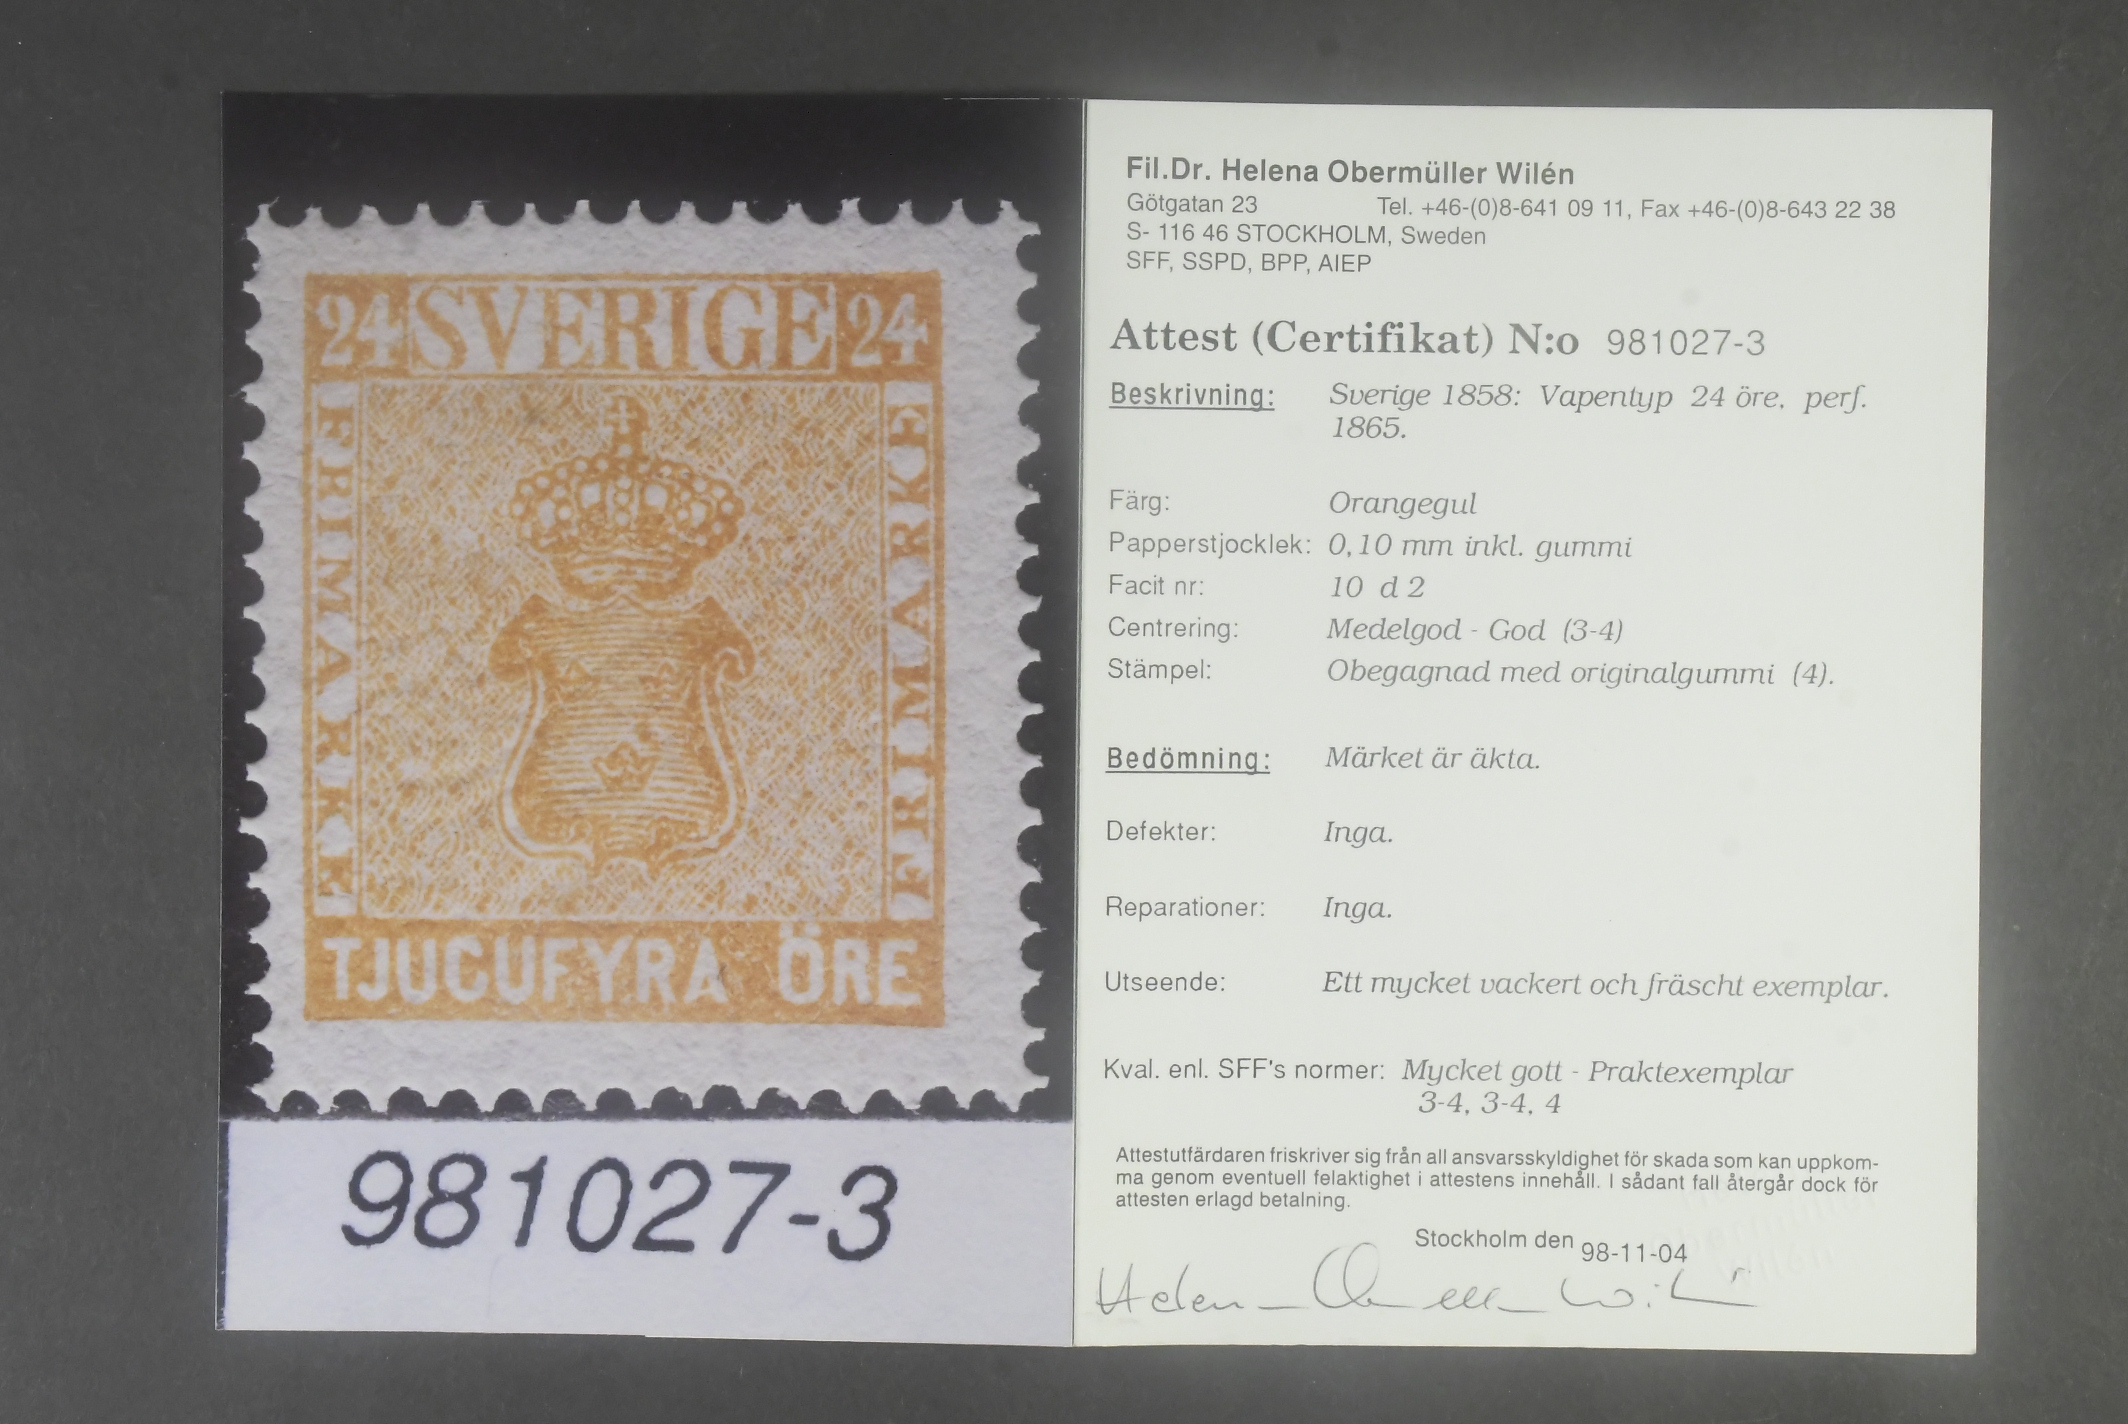 24 SVERIGE 24
FRIMARKE
FRIMARKE
TJUGUFYRA ÖRE
981027-3
Fil.Dr. Helena Obermüller Wilén
Götgatan 23 Tel. +46-(0)8-641 09 11, Fax +46-(0)8-643 22 38
S- 116 46 STOCKHOLM, Sweden
SFF, SSPD, BPP, AIEP
Attest (Certifikat) N:o 981027-3
Beskrivning: Sverige 1858: Vapentyp 24 öre, perf.
1865.
Färg: Orangegul
Papperstjocklek: 0,10 mm inkl. gummi
Facit nr: 10 d 2
Centrering: Medelgod - God (3-4)
Stämpel: Obegagnad med originalgummi (4).
Bedömning: Märket är äkta.
Defekter: Inga.
Reparationer: Inga.
Utseende: Ett mycket vackert och fräscht exemplar.
Kval. enl. SFF's normer: Mycket gott - Praktexemplar
3-4, 3-4, 4
Attestutfärdaren friskriver sig från all ansvarsskyldighet för skada som kan uppkom-
ma genom eventuell felaktighet i attestens innehåll. I sådant fall återgår dock för
attesten erlagd betalning.
Stockholm den 98-11-04